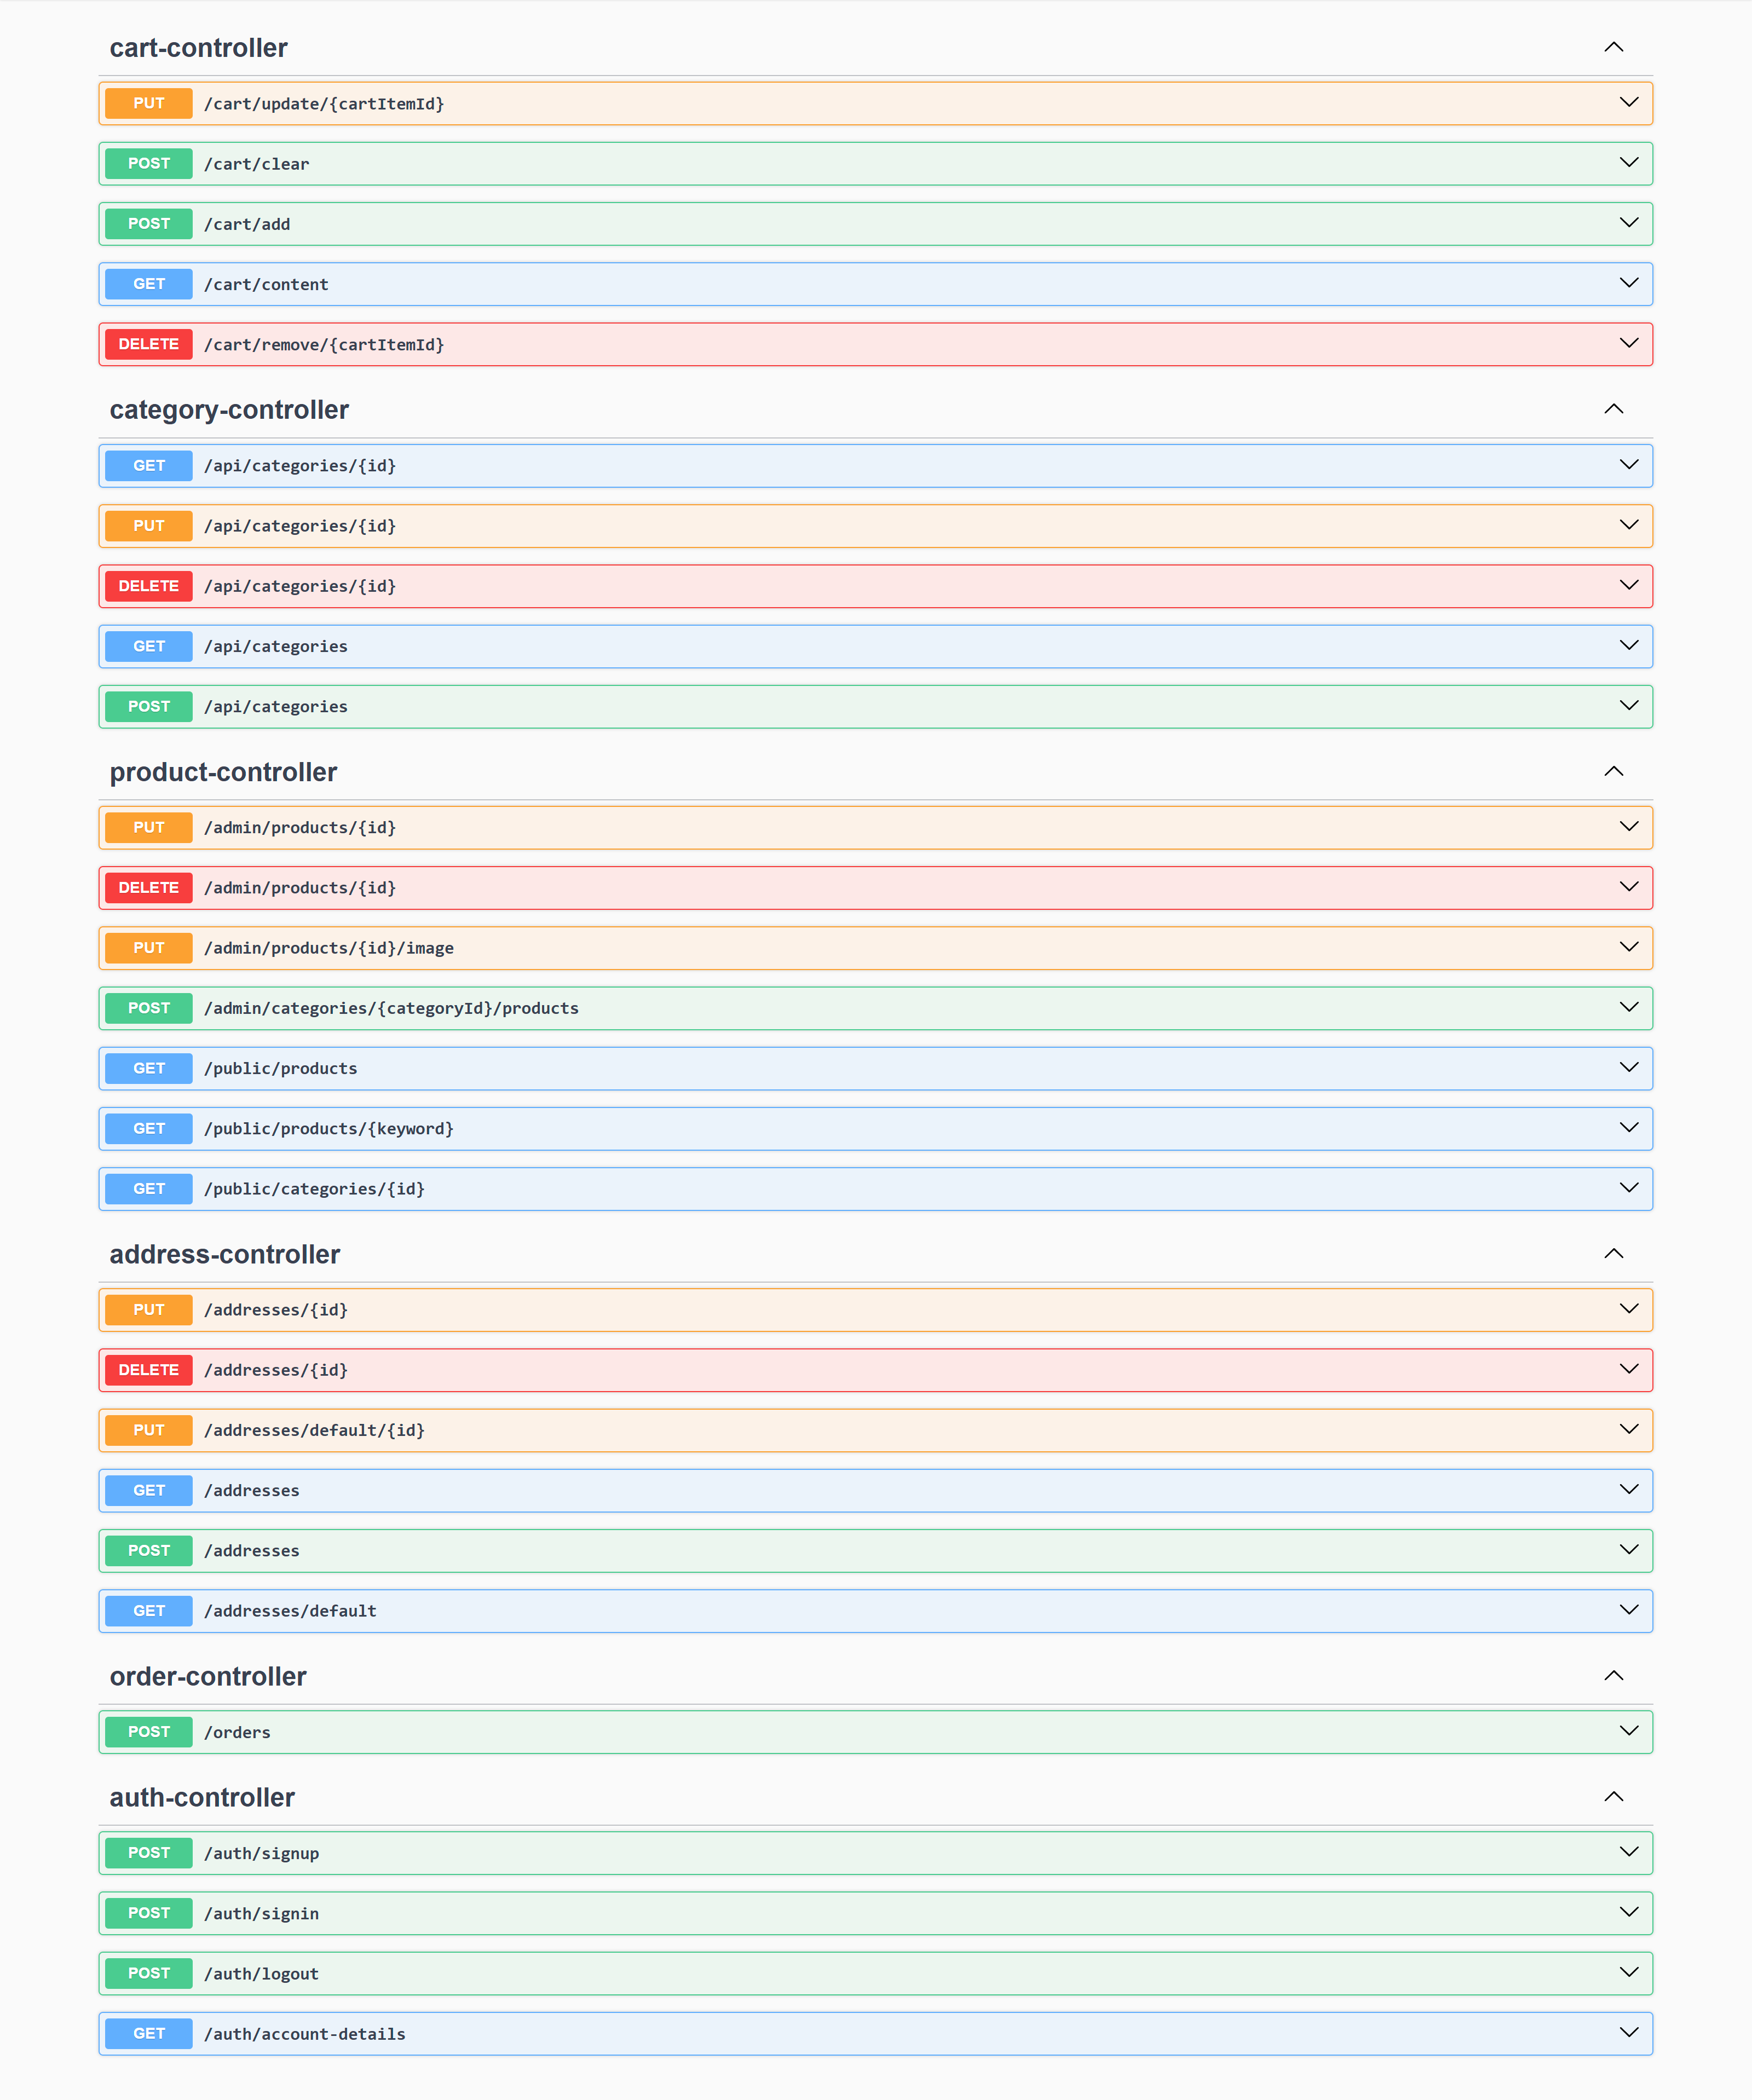 cart-controller
PUT /cart/update/{cartItemId}
POST /cart/clear
POST /cart/add
GET /cart/content
DELETE /cart/remove/{cartItemId}
category-controller
GET /api/categories/{id}
PUT /api/categories/{id}
DELETE /api/categories/{id}
GET /api/categories
POST /api/categories
product-controller
PUT /admin/products/{id}
DELETE /admin/products/{id}
PUT /admin/products/{id}/image
POST /admin/categories/{categoryId}/products
GET /public/products
GET /public/products/{keyword}
GET /public/categories/{id}
address-controller
PUT /addresses/{id}
DELETE /addresses/{id}
PUT /addresses/default/{id}
GET /addresses
POST /addresses
GET /addresses/default
order-controller
POST /orders
auth-controller
POST /auth/signup
POST /auth/signin
POST /auth/logout
GET /auth/account-details